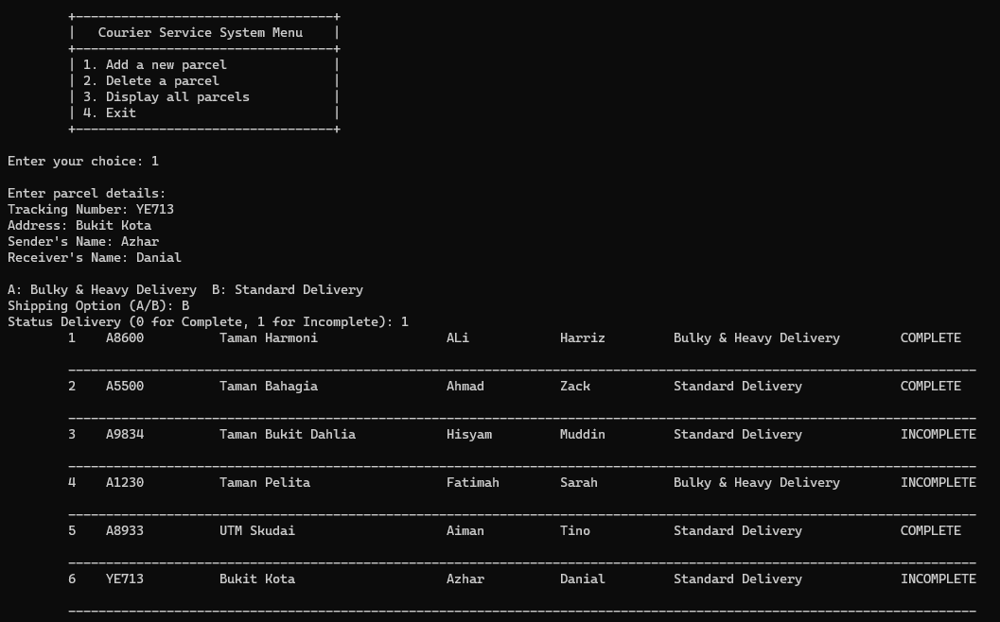 +----------------------------------+
|   Courier Service System Menu    |
+----------------------------------+
| 1. Add a new parcel              |
| 2. Delete a parcel               |
| 3. Display all parcels           |
| 4. Exit                          |
+----------------------------------+
Enter your choice: 1
Enter parcel details:
Tracking Number: YE713
Address: Bukit Kota
Sender's Name: Azhar
Receiver's Name: Danial
A: Bulky & Heavy Delivery  B: Standard Delivery
Shipping Option (A/B): B
Status Delivery (0 for Complete, 1 for Incomplete): 1
1    A8600          Taman Harmoni                 ALi            Harriz         Bulky & Heavy Delivery        COMPLETE
2    A5500          Taman Bahagia                 Ahmad          Zack           Standard Delivery             COMPLETE
3    A9834          Taman Bukit Dahlia            Hisyam         Muddin         Standard Delivery             INCOMPLETE
4    A1230          Taman Pelita                  Fatimah        Sarah          Bulky & Heavy Delivery        INCOMPLETE
5    A8933          UTM Skudai                    Aiman          Tino           Standard Delivery             COMPLETE
6    YE713          Bukit Kota                    Azhar          Danial         Standard Delivery             INCOMPLETE